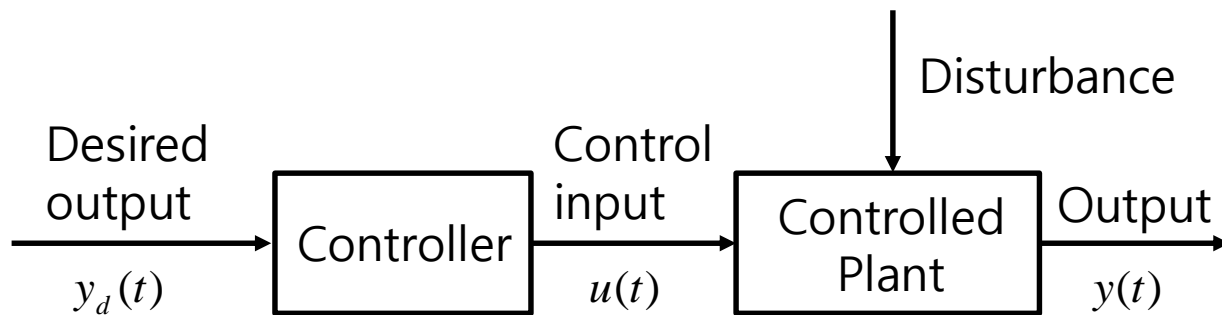 Disturbance
Desired
output
y_d(t)
Controller
Control
input
u(t)
Controlled
Plant
Output
y(t)